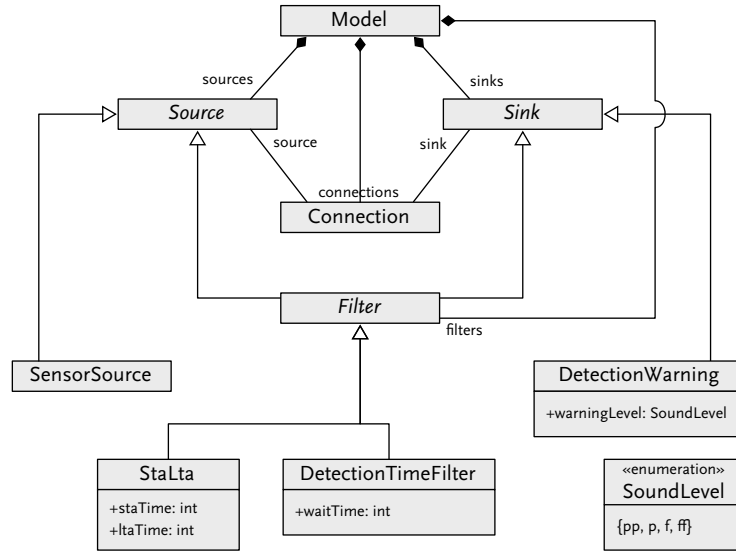 Model
sources
sinks
Source
Sink
source
sink
connections
Connection
Filter
filters
SensorSource
DetectionWarning
+warningLevel: SoundLevel
StaLta
+staTime: int
+ltaTime: int
DetectionTimeFilter
+waitTime: int
«enumeration»
SoundLevel
{pp, p, f, ff}